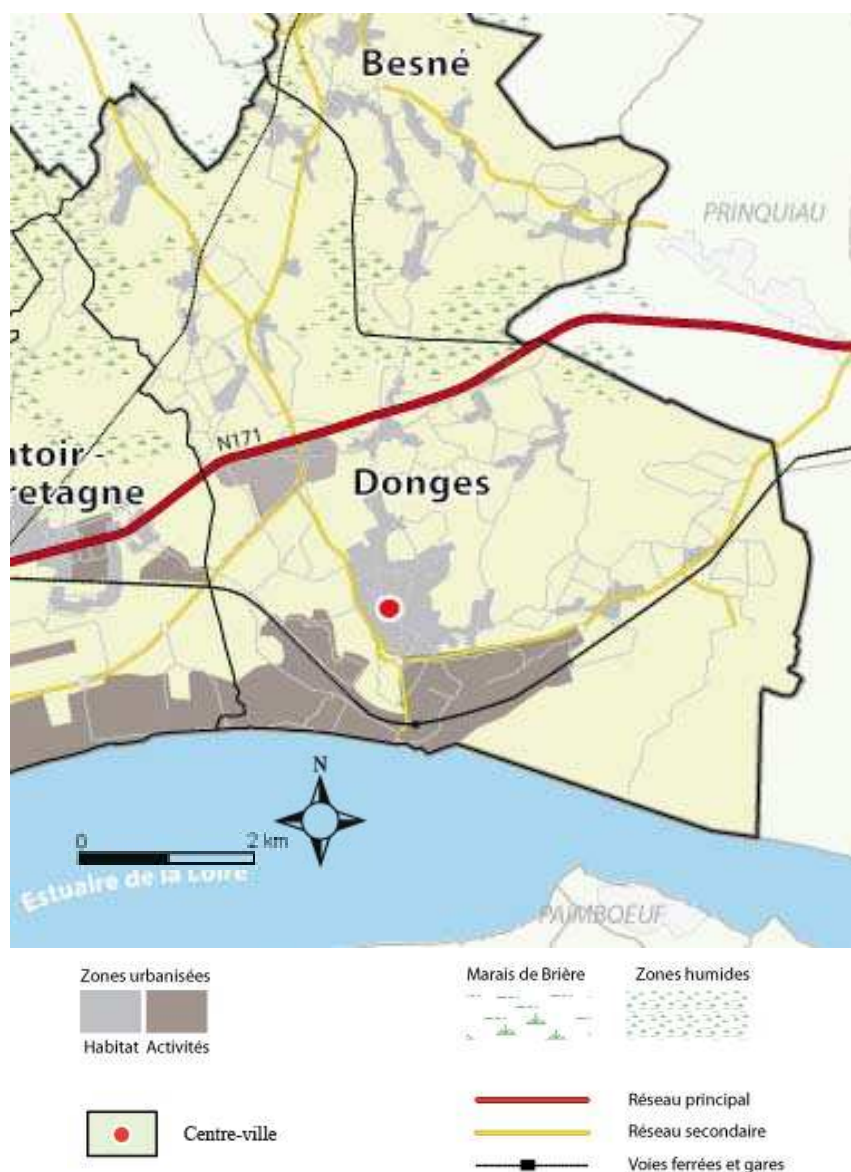 Besné
PRINQUIAU
N171
ntoir -
retagne
Donges
N
0 2 km
Estuaire de la Loire
PAIMBOEUF
Zones urbanisées
Marais de Brière
Zones humides
Habitat Activités
Réseau principal
Centre-ville
Réseau secondaire
Voies ferrées et gares